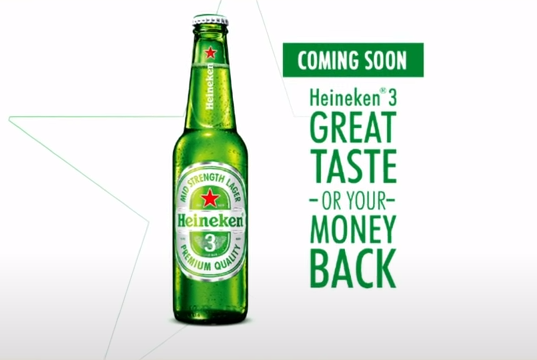 Heineken
MID STRENGTH LAGER
Heineken®
3
PREMIUM QUALITY
COMING SOON
Heineken® 3
GREAT
TASTE
-OR YOUR-
MONEY
BACK